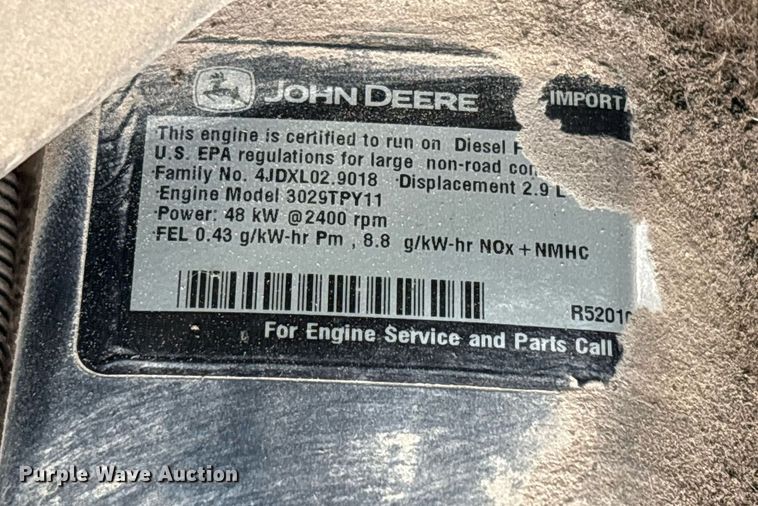 JOHN DEERE
IMPORTA
This engine is certified to run on Diesel F
U.S. EPA regulations for large non-road con
·Family No. 4JDXL02.9018 ·Displacement 2.9 L
·Engine Model 3029TPY11
·Power: 48 kW @2400 rpm
·FEL 0.43 g/kW-hr Pm , 8.8 g/kW-hr NOx + NMHC
R52010
For Engine Service and Parts Call
Purple Wave Auction